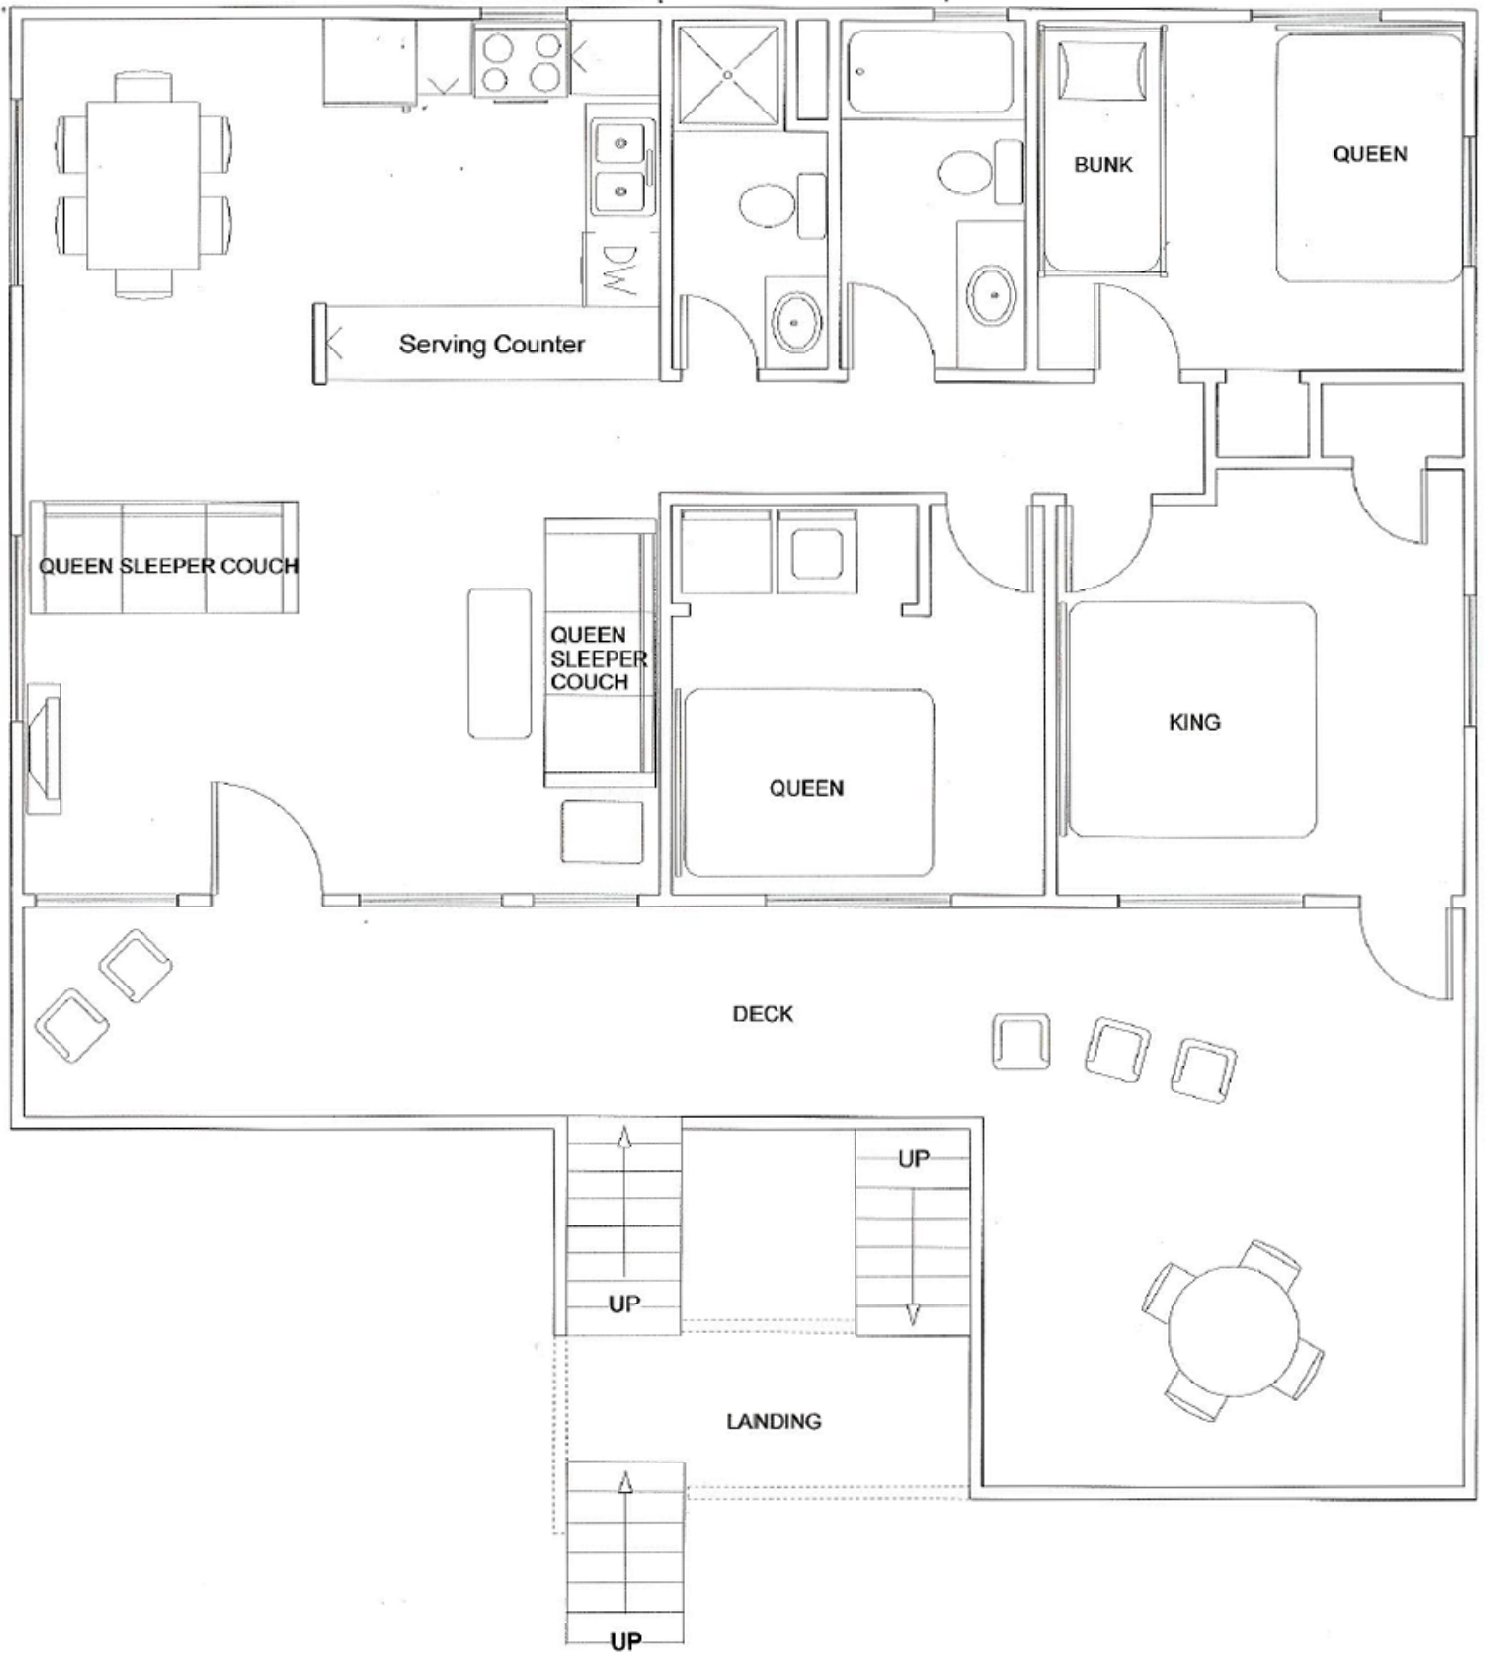 BUNK
QUEEN
DW
Serving Counter
QUEEN SLEEPER COUCH
QUEEN
SLEEPER
COUCH
KING
QUEEN
DECK
UP
UP
LANDING
UP